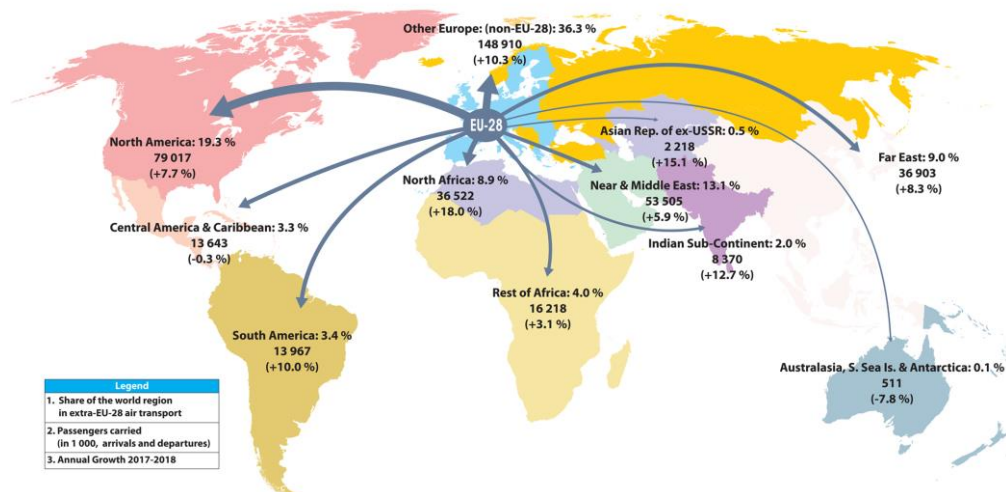 Other Europe: (non-EU-28): 36.3 %
148 910
(+10.3 %)
EU-28
North America: 19.3 %
79 017
(+7.7 %)
Asian Rep. of ex-USSR: 0.5 %
2 218
(+15.1 %)
Far East: 9.0 %
36 903
(+8.3 %)
North Africa: 8.9 %
36 522
(+18.0 %)
Near & Middle East: 13.1 %
53 505
(+5.9 %)
Central America & Caribbean: 3.3 %
13 643
(-0.3 %)
Indian Sub-Continent: 2.0 %
8 370
(+12.7 %)
Rest of Africa: 4.0 %
16 218
(+3.1 %)
South America: 3.4 %
13 967
(+10.0 %)
Australasia, S. Sea Is. & Antarctica: 0.1 %
511
(-7.8 %)
Legend
1. Share of the world region
in extra-EU-28 air transport
2. Passengers carried
(in 1 000, arrivals and departures)
3. Annual Growth 2017-2018